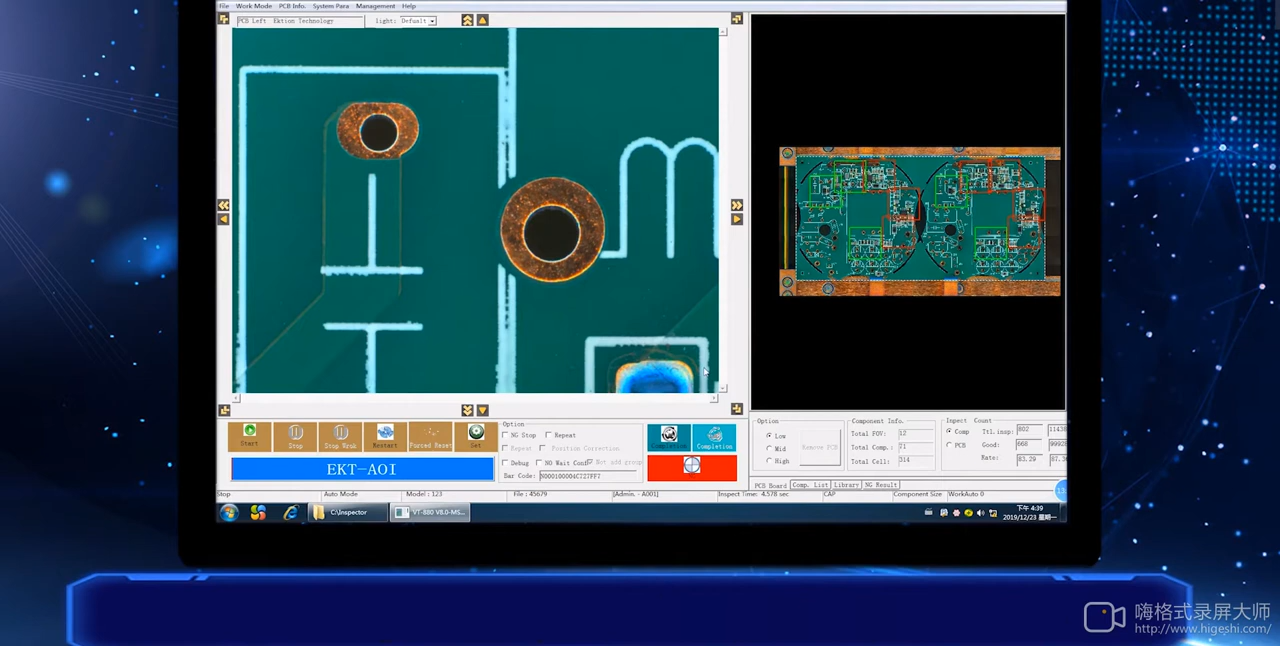 File Work Mode PCB Info. System Para Management Help
PCB Left Ektion Technology light: Default
Start Stop Stop Wrok Restart Forced Reset Set
EKT-AOI
Option
NG Stop Repeat
Repeat Position Correction
Debug NO Wait Conf Not add group
Bar Code: N000100004C727FF7
Completion
Option
Low
Mid
High
Remove PCB
Component Info.
Total FOV: 12
Total Comp.: 71
Total Cell: 314
Inpect Count
Comp Ttl.insp: 802 11438
PCB Good: 668 9992
Rate: 83.29 87.3
PCB Board Comp. List Library NG Result
Stop Auto Mode Model : 123 File : 45679 [Admin. - A001] Inspect Time: 4.578 sec CAP Component Size WorkAuto 0
C:\Inspector
VT-880 V8.0-MS...
下午 4:39
2019/12/23 星期一
嗨格式录屏大师
http://www.higeshi.com/